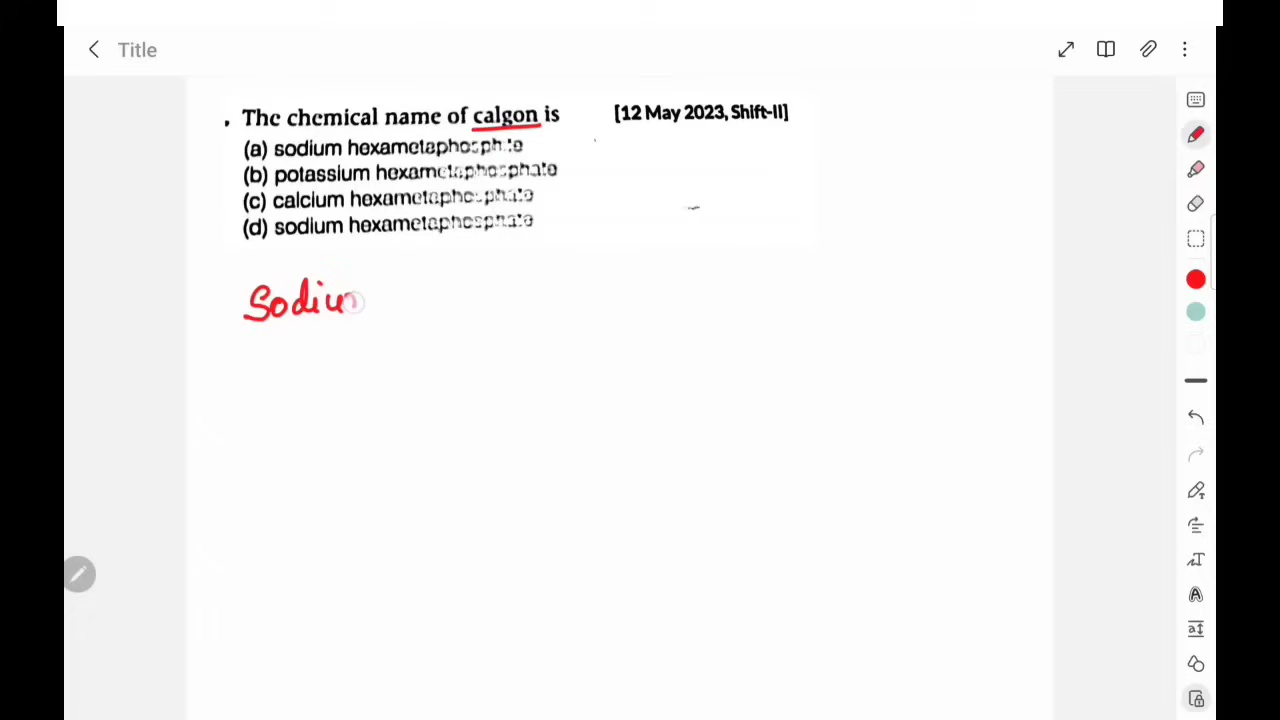 Title
. The chemical name of calgon is [12 May 2023, Shift-II]
(a) sodium hexametaphosphate
(b) potassium hexametaphosphate
(c) calcium hexametaphosphate
(d) sodium hexametaphosphate
Sodium